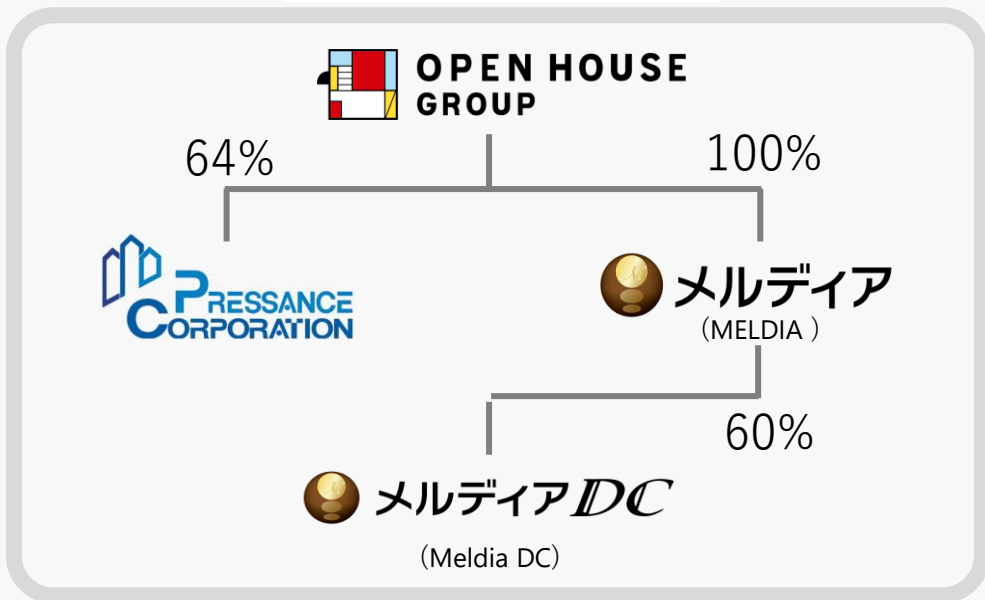 OPEN HOUSE
GROUP
64%
100%
PRESSANCE
CORPORATION
メルディア
(MELDIA )
60%
メルディアDC
(Meldia DC)